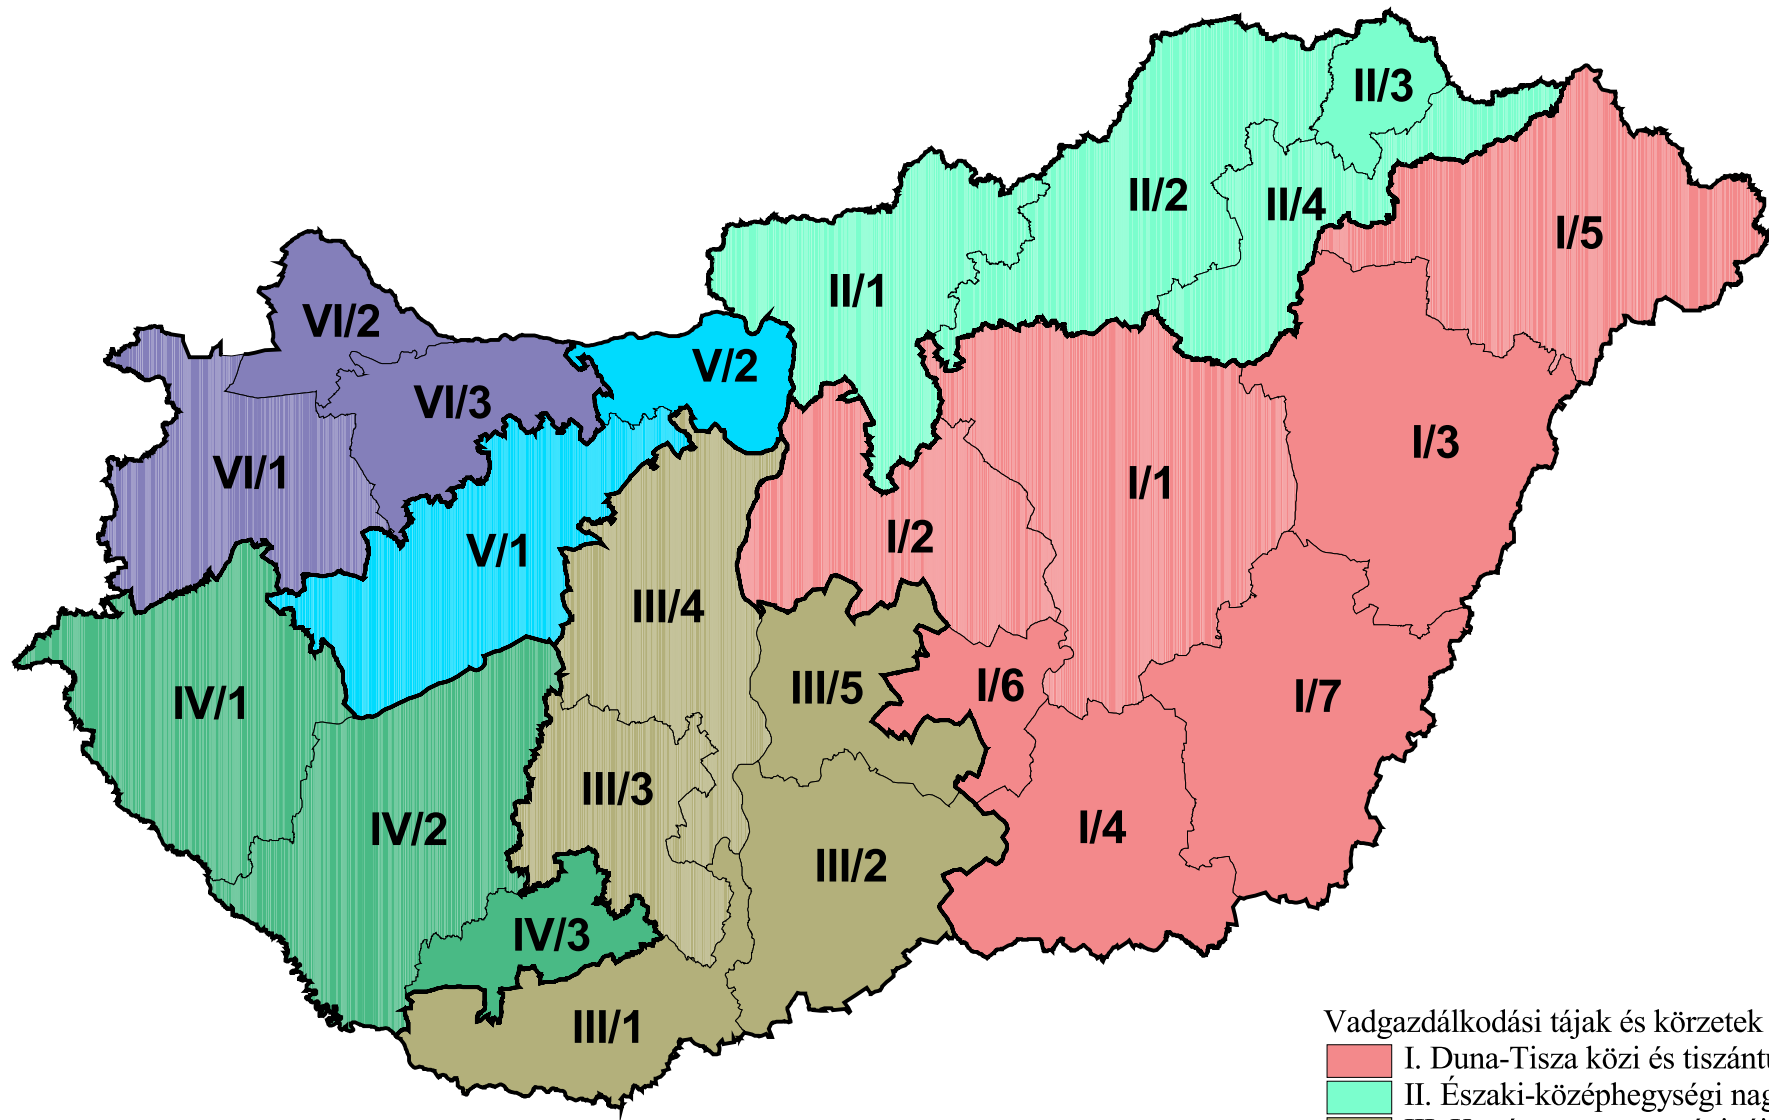 II/3
II/2
II/4
I/5
II/1
VI/2
V/2
VI/3
I/3
VI/1
I/1
I/2
V/1
III/4
III/5
I/6
I/7
IV/1
III/3
IV/2
I/4
III/2
IV/3
III/1
Vadgazdálkodási tájak és körzetek
I. Duna-Tisza közi és
II. Északi-középhegységi